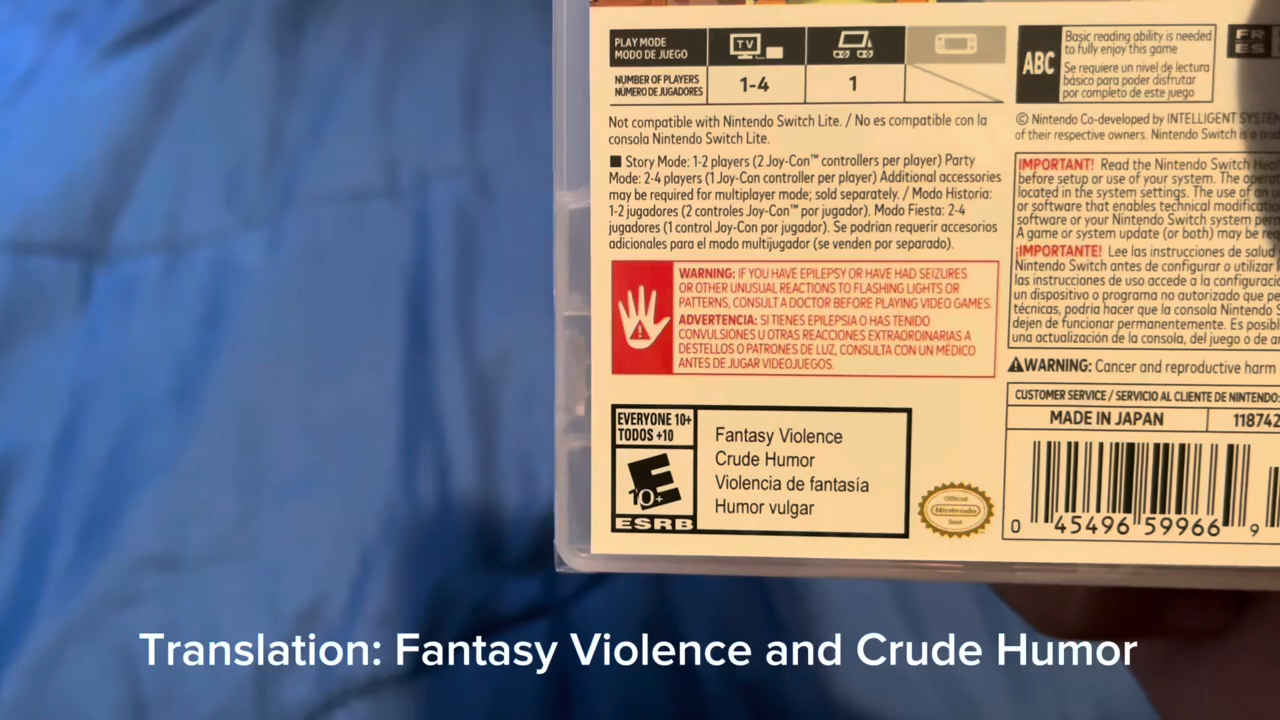 PLAY MODE
MODO DE JUEGO
TV
NUMBER OF PLAYERS
NÚMERO DE JUGADORES
1-4
1
Not compatible with Nintendo Switch Lite. / No es compatible con la
consola Nintendo Switch Lite.
■ Story Mode: 1-2 players (2 Joy-Con™ controllers per player) Party
Mode: 2-4 players (1 Joy-Con controller per player) Additional accessories
may be required for multiplayer mode; sold separately. / Modo Historia:
1-2 jugadores (2 controles Joy-Con™ por jugador). Modo Fiesta: 2-4
jugadores (1 control Joy-Con por jugador). Se podrían requerir accesorios
adicionales para el modo multijugador (se venden por separado).
WARNING: IF YOU HAVE EPILEPSY OR HAVE HAD SEIZURES
OR OTHER UNUSUAL REACTIONS TO FLASHING LIGHTS OR
PATTERNS, CONSULT A DOCTOR BEFORE PLAYING VIDEO GAMES.
ADVERTENCIA: SI TIENES EPILEPSIA O HAS TENIDO
CONVULSIONES U OTRAS REACCIONES EXTRAORDINARIAS A
DESTELLOS O PATRONES DE LUZ, CONSULTA CON UN MÉDICO
ANTES DE JUGAR VIDEOJUEGOS.
EVERYONE 10+
TODOS +10
E
10+
ESRB
Fantasy Violence
Crude Humor
Violencia de fantasía
Humor vulgar
Official
Nintendo
Seal
ABC
Basic reading ability is needed
to fully enjoy this game
Se requiere un nivel de lectura
básico para poder disfrutar
por completo de este juego
FR
ES
© Nintendo Co-developed by INTELLIGENT
of their respective owners. Nintendo Switch is a
IMPORTANT! Read the Nintendo Switch
before setup or use of your system. The
located in the system settings. The use of an
or software that enables technical
software or your Nintendo Switch system
A game or system update (or both) may be
¡IMPORTANTE! Lee las instrucciones de salud
Nintendo Switch antes de configurar o utilizar
las instrucciones de uso accede a la
un dispositivo o programa no autorizado que
técnicas, podría hacer que la consola Nintendo
dejen de funcionar permanentemente. Es
una actualización de la consola, del juego o de
WARNING: Cancer and reproductive harm
CUSTOMER SERVICE / SERVICIO AL CLIENTE DE NINTENDO:
MADE IN JAPAN
118742
0 45496 59966 9
Translation: Fantasy Violence and Crude Humor